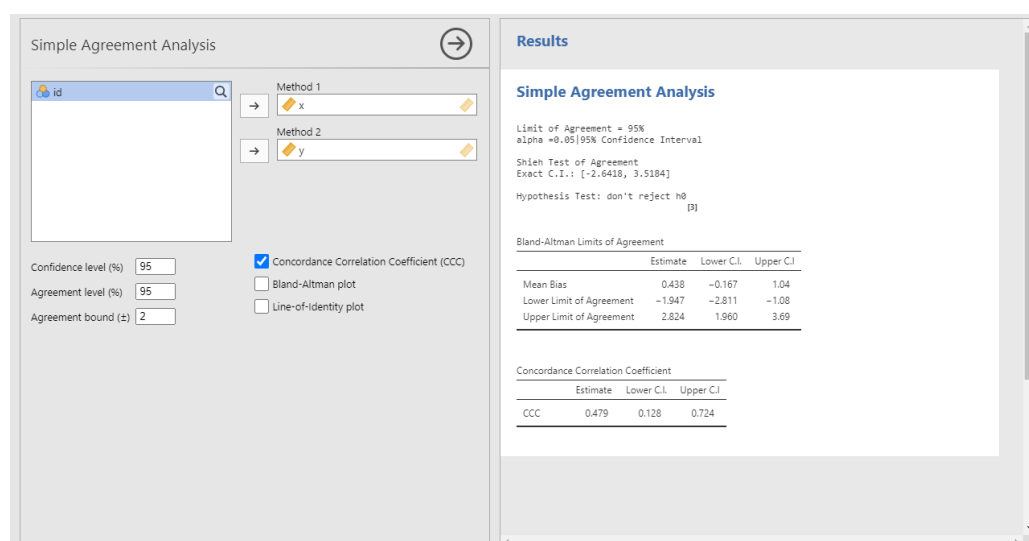 Simple Agreement Analysis
id
Method 1
x
Method 2
y
Confidence level (%) 95
Agreement level (%) 95
Agreement bound (±) 2
Concordance Correlation Coefficient (CCC)
Bland-Altman plot
Line-of-Identity plot
Results
Simple Agreement Analysis
Limit of Agreement = 95%
alpha =0.05|95% Confidence Interval
Shieh Test of Agreement
Exact C.I.: [-2.6418, 3.5184]
Hypothesis Test: don't reject h0
[3]
Bland-Altman Limits of Agreement
Estimate Lower C.I. Upper C.I
Mean Bias 0.438 −0.167 1.04
Lower Limit of Agreement −1.947 −2.811 −1.08
Upper Limit of Agreement 2.824 1.960 3.69
Concordance Correlation Coefficient
Estimate Lower C.I. Upper C.I
CCC 0.479 0.128 0.724